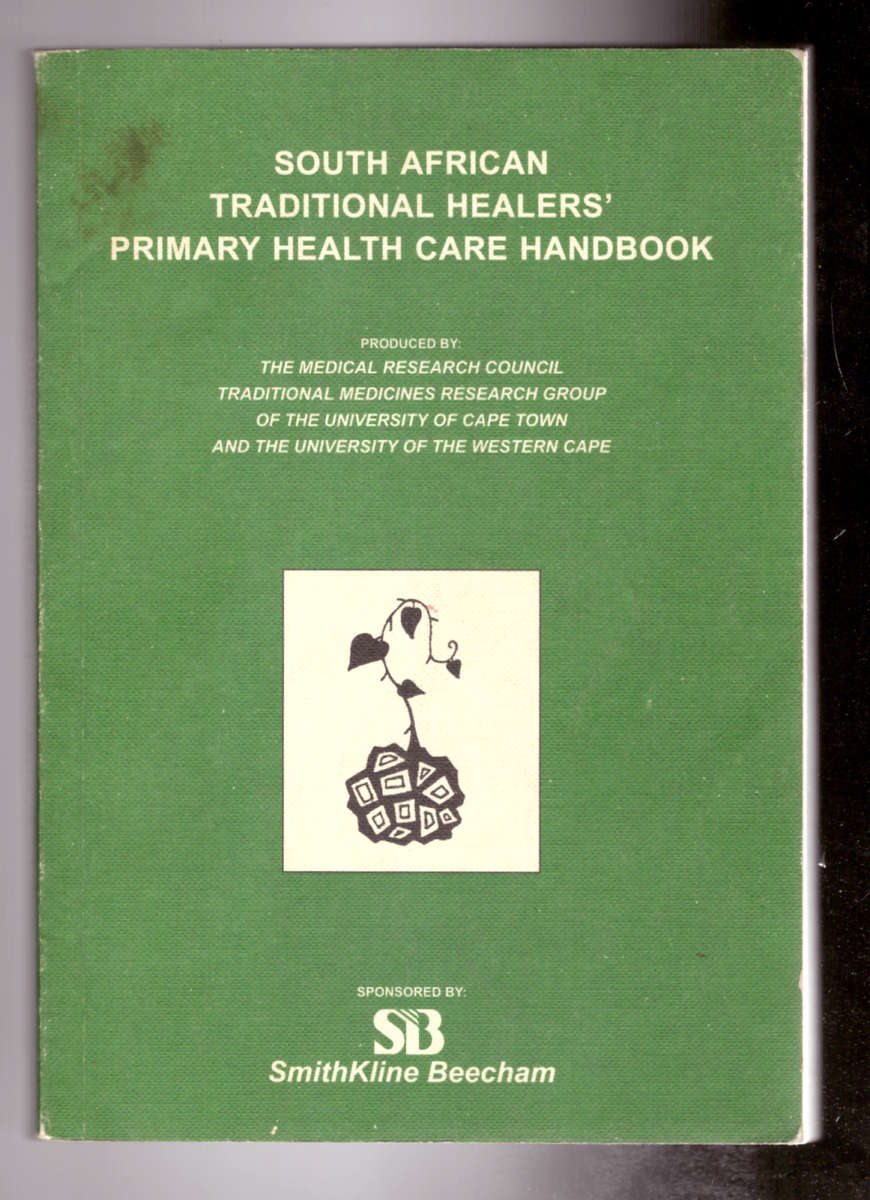 SOUTH AFRICAN
TRADITIONAL HEALERS'
PRIMARY HEALTH CARE HANDBOOK
PRODUCED BY:
THE MEDICAL RESEARCH COUNCIL
TRADITIONAL MEDICINES RESEARCH GROUP
OF THE UNIVERSITY OF CAPE TOWN
AND THE UNIVERSITY OF THE WESTERN CAPE
SPONSORED BY:
SB
SmithKline Beecham